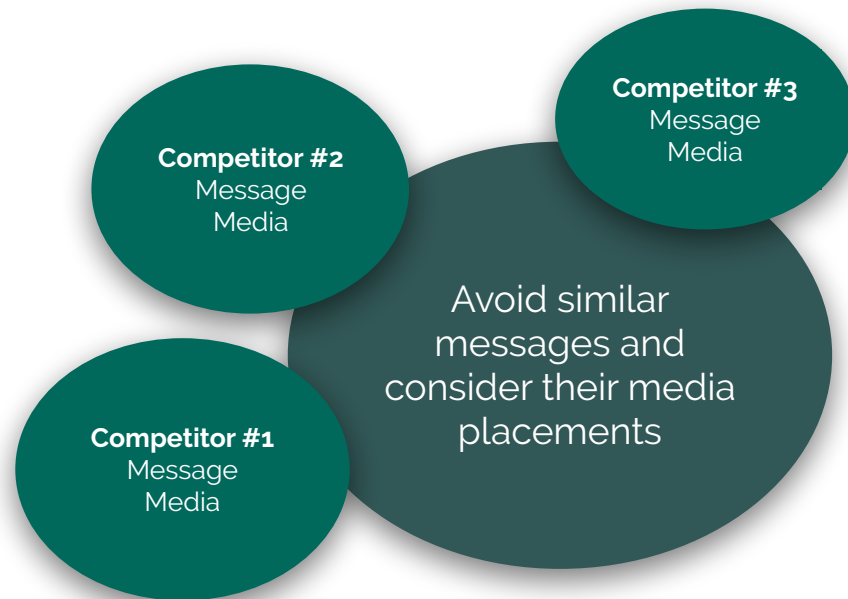 Competitor #3
Message
Media
Competitor #2
Message
Media
Avoid similar
messages and
consider their media
placements
Competitor #1
Message
Media